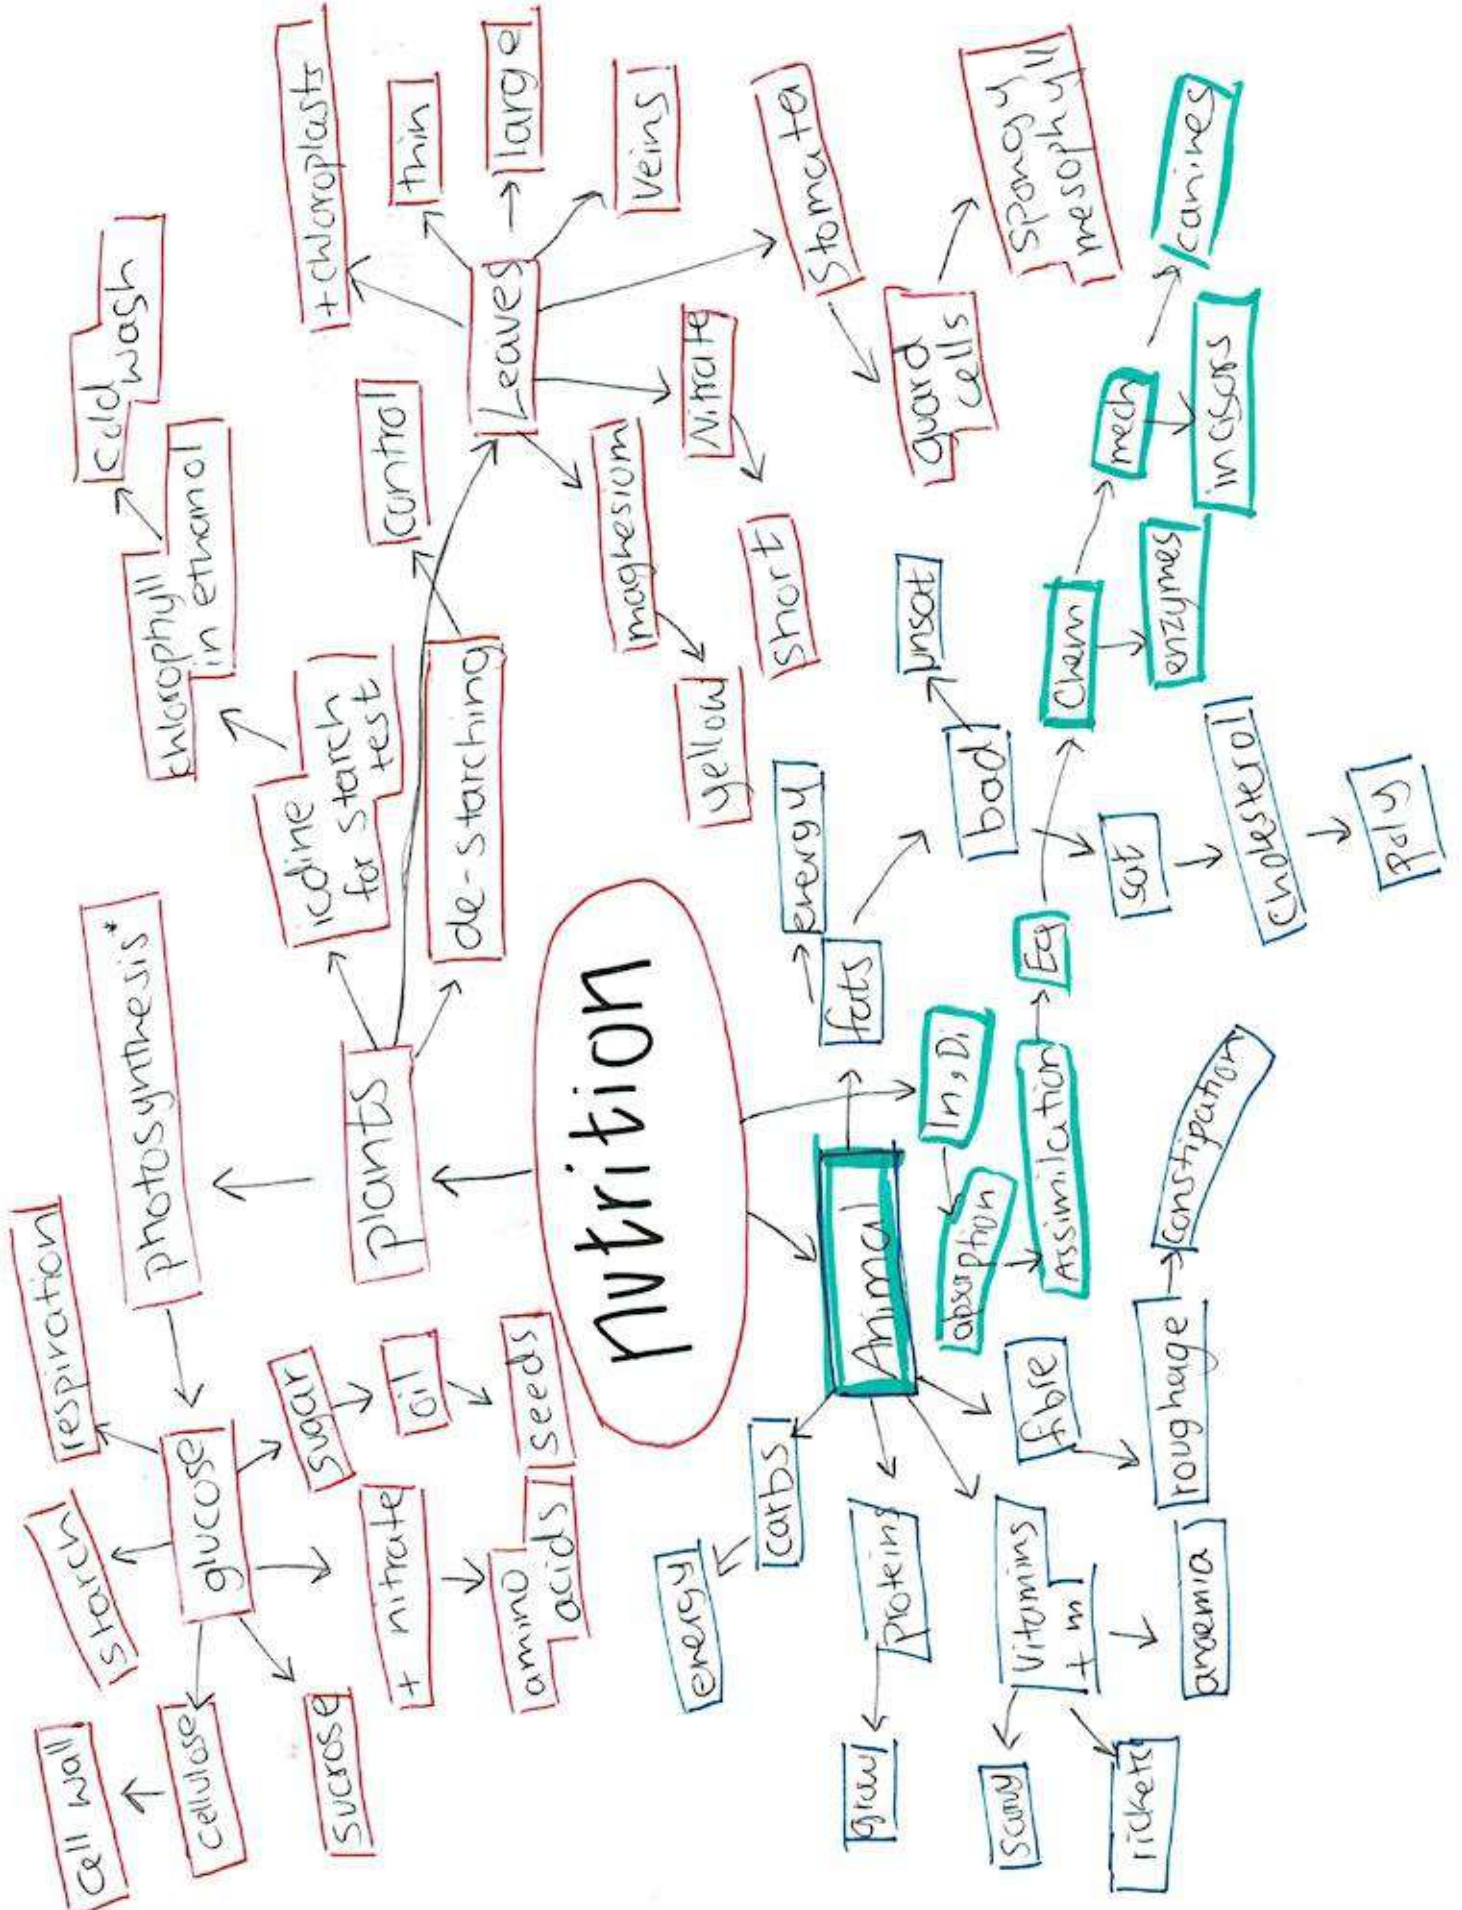 cell wall
cellulose
sucrose
starch
glucose
respiration
+ nitrate
amino
acids
sugar
oil
seeds
photosynthesis*
plants
iodine
for starch
test
chlorophyll
in ethanol
cold
wash
de-starching
control
Leaves
+chloroplasts
thin
large
veins
Stomata
guard
cells
Spongy
mesophyll
Nitrate
short
magnesium
yellow
nutrition
Animal
carbs
energy
Proteins
grow
Vitamins
+ m
rickets
anaemia
fibre
roughage
constipation
fats
energy
bad
unsat
sat
cholesterol
poly
In, Di
absorption
Assimilation
Eg
Chem
enzymes
mech
incisors
canines